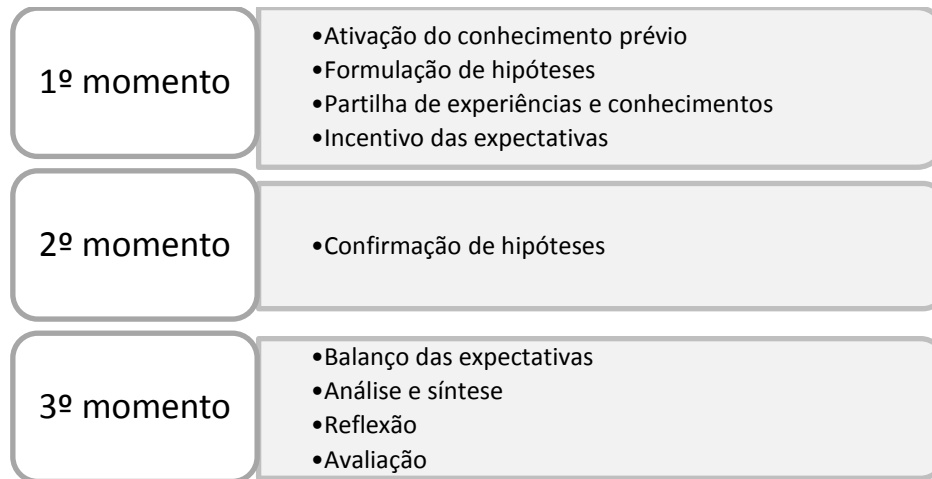 1º momento
•Ativação do conhecimento prévio
•Formulação de hipóteses
•Partilha de experiências e conhecimentos
•Incentivo das expectativas
2º momento
•Confirmação de hipóteses
3º momento
•Balanço das expectativas
•Análise e síntese
•Reflexão
•Avaliação